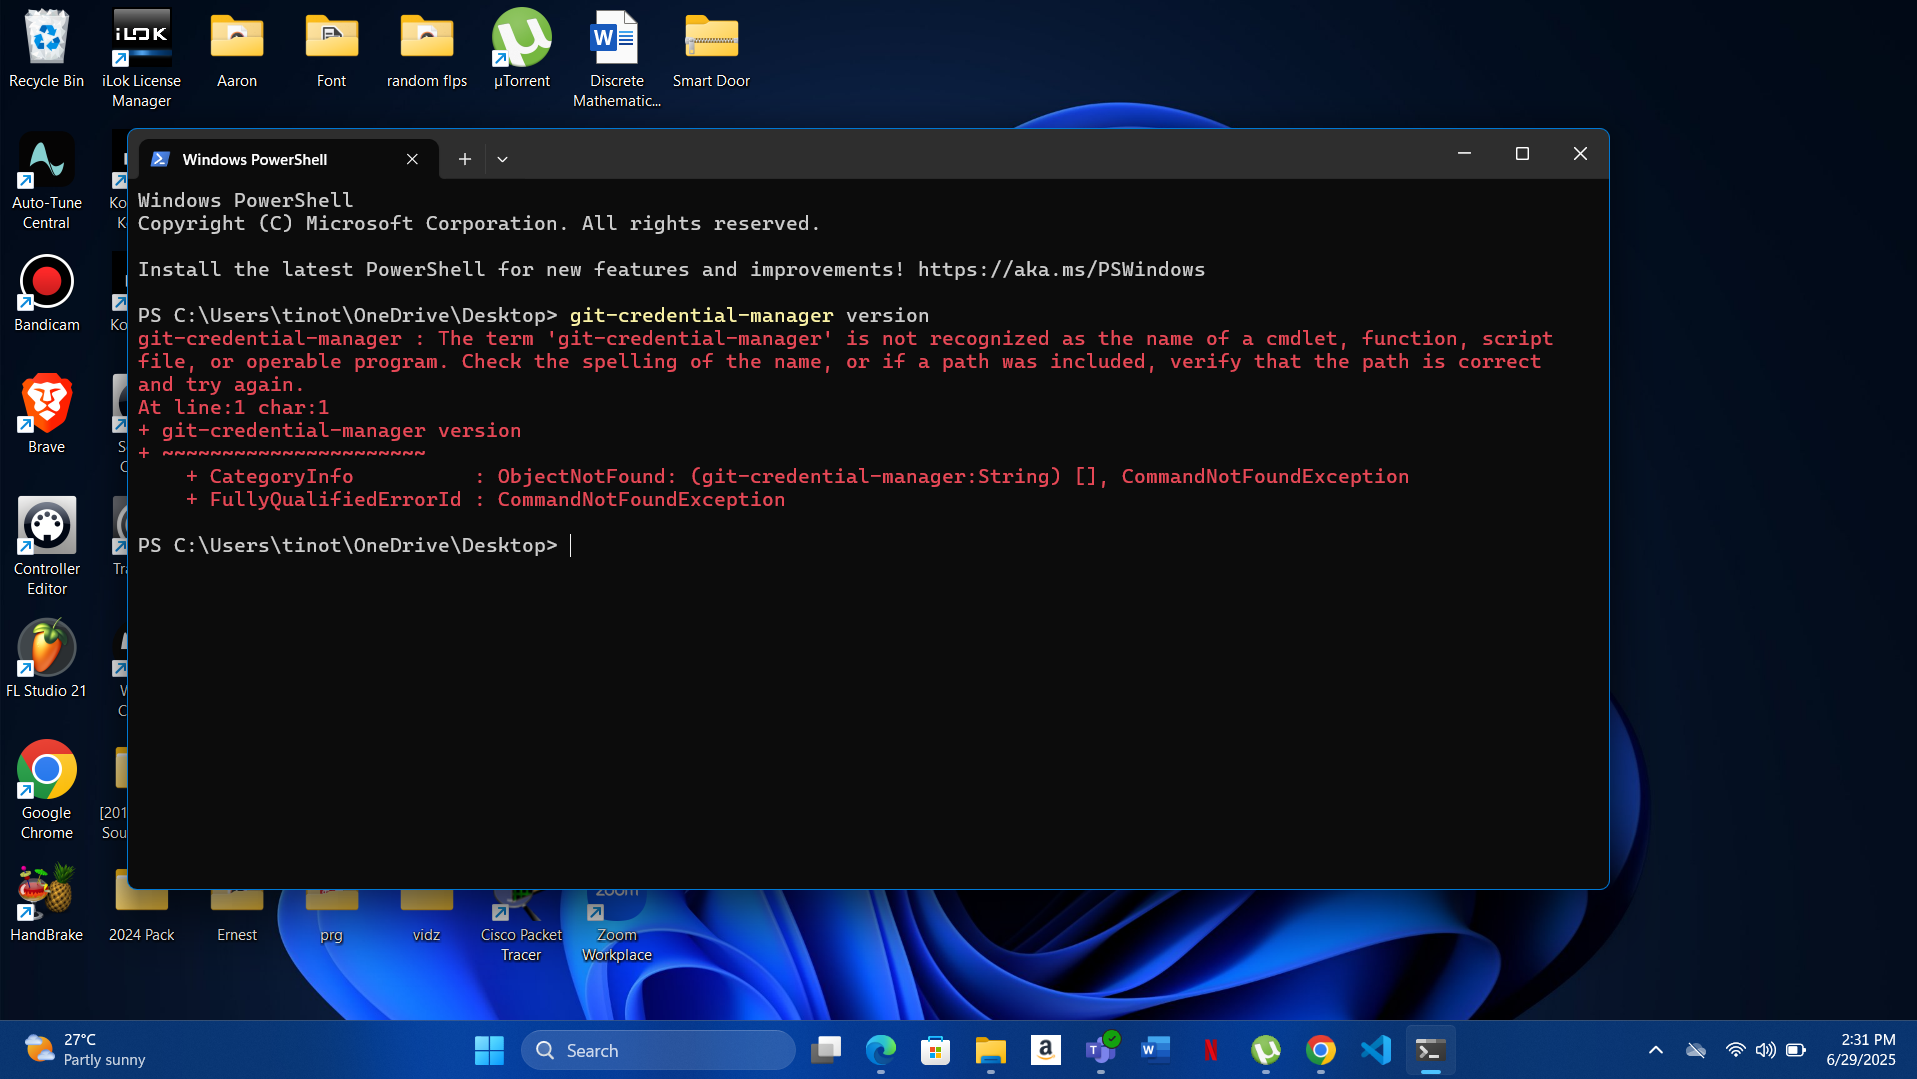 Recycle Bin
iLOK
iLok License
Manager
Aaron
Font
random flps
µTorrent
W
Discrete
Mathematic...
Smart Door
Auto-Tune
Central
Bandicam
Brave
Controller
Editor
FL Studio 21
Google
Chrome
[201
Sou
HandBrake
Windows PowerShell
Windows PowerShell
Copyright (C) Microsoft Corporation. All rights reserved.
Install the latest PowerShell for new features and improvements! https://aka.ms/PSWindows
PS C:\Users\tinot\OneDrive\Desktop> git-credential-manager version
git-credential-manager : The term 'git-credential-manager' is not recognized as the name of a cmdlet, function, script
file, or operable program. Check the spelling of the name, or if a path was included, verify that the path is correct
and try again.
At line:1 char:1
+ git-credential-manager version
+ ~~~~~~~~~~~~~~~~~~~~~~
    + CategoryInfo          : ObjectNotFound: (git-credential-manager:String) [], CommandNotFoundException
    + FullyQualifiedErrorId : CommandNotFoundException
PS C:\Users\tinot\OneDrive\Desktop>
2024 Pack
Ernest
prg
vidz
Cisco Packet
Tracer
zoom
Zoom
Workplace
27°C
Partly sunny
Search
2:31 PM
6/29/2025